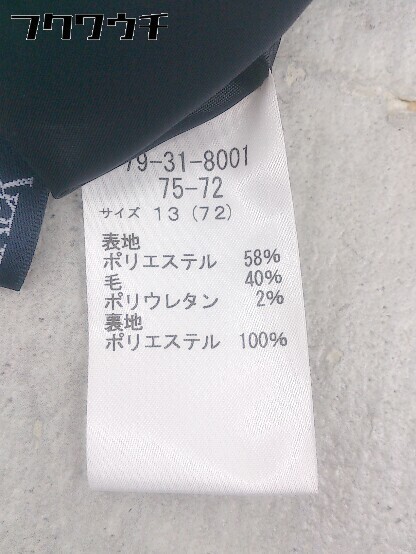 フクワウチ
79-31-8001
75-72
サイズ 13 (72)
表地
ポリエステル 58%
毛 40%
ポリウレタン 2%
裏地
ポリエステル 100%